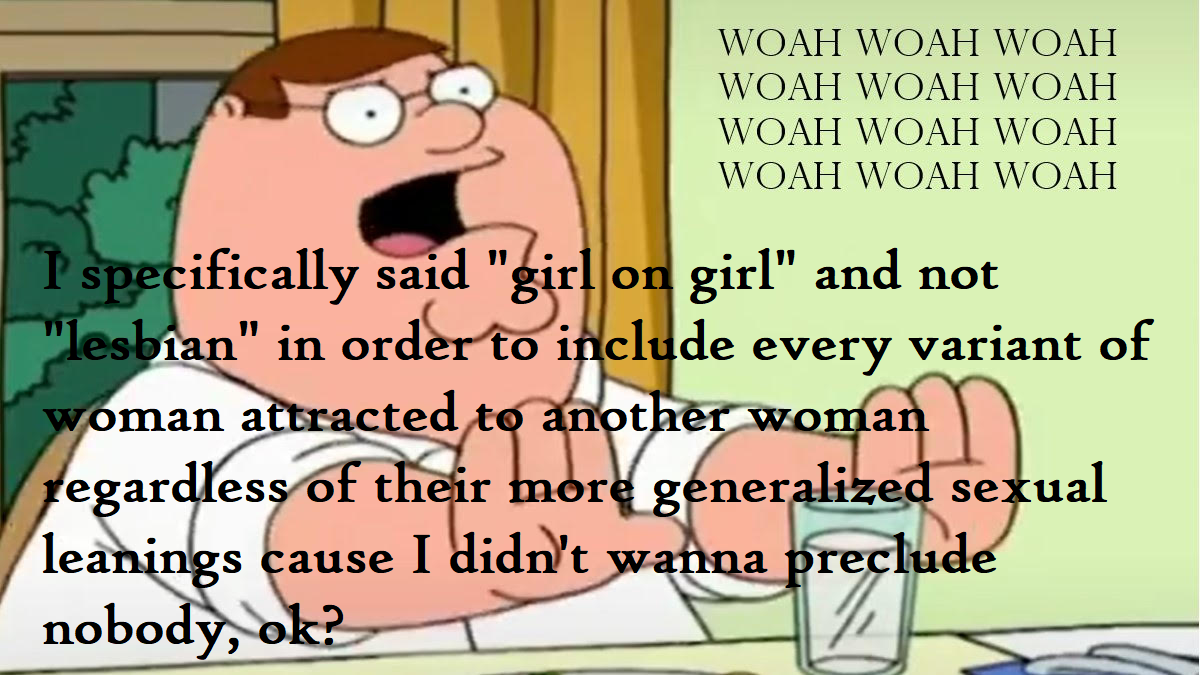 WOAH WOAH WOAH
WOAH WOAH WOAH
WOAH WOAH WOAH
WOAH WOAH WOAH
I specifically said "girl on girl" and not
"lesbian" in order to include every variant of
woman attracted to another woman
regardless of their more generalized sexual
leanings cause I didn't wanna preclude
nobody, ok?